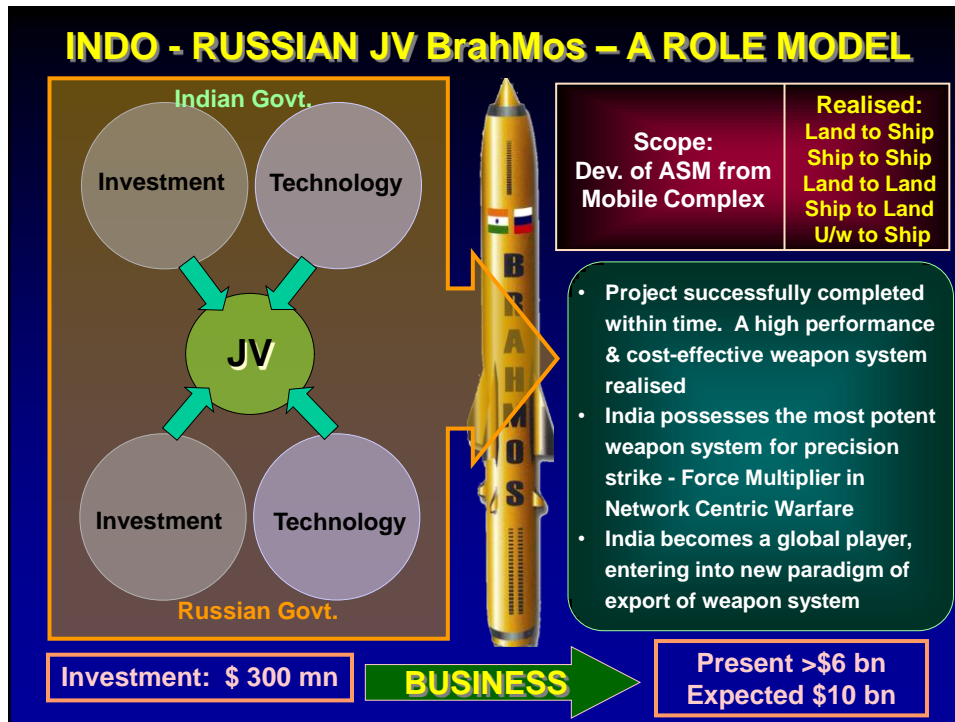 INDO - RUSSIAN JV BrahMos – A ROLE MODEL
Indian Govt.
Investment
Technology
JV
Investment
Technology
Russian Govt.
BRAHMOS
Scope:
Dev. of ASM from
Mobile Complex
Realised:
Land to Ship
Ship to Ship
Land to Land
Ship to Land
U/w to Ship
• Project successfully completed
within time. A high performance
& cost-effective weapon system
realised
• India possesses the most potent
weapon system for precision
strike - Force Multiplier in
Network Centric Warfare
• India becomes a global player,
entering into new paradigm of
export of weapon system
Investment: $ 300 mn
BUSINESS
Present >$6 bn
Expected $10 bn